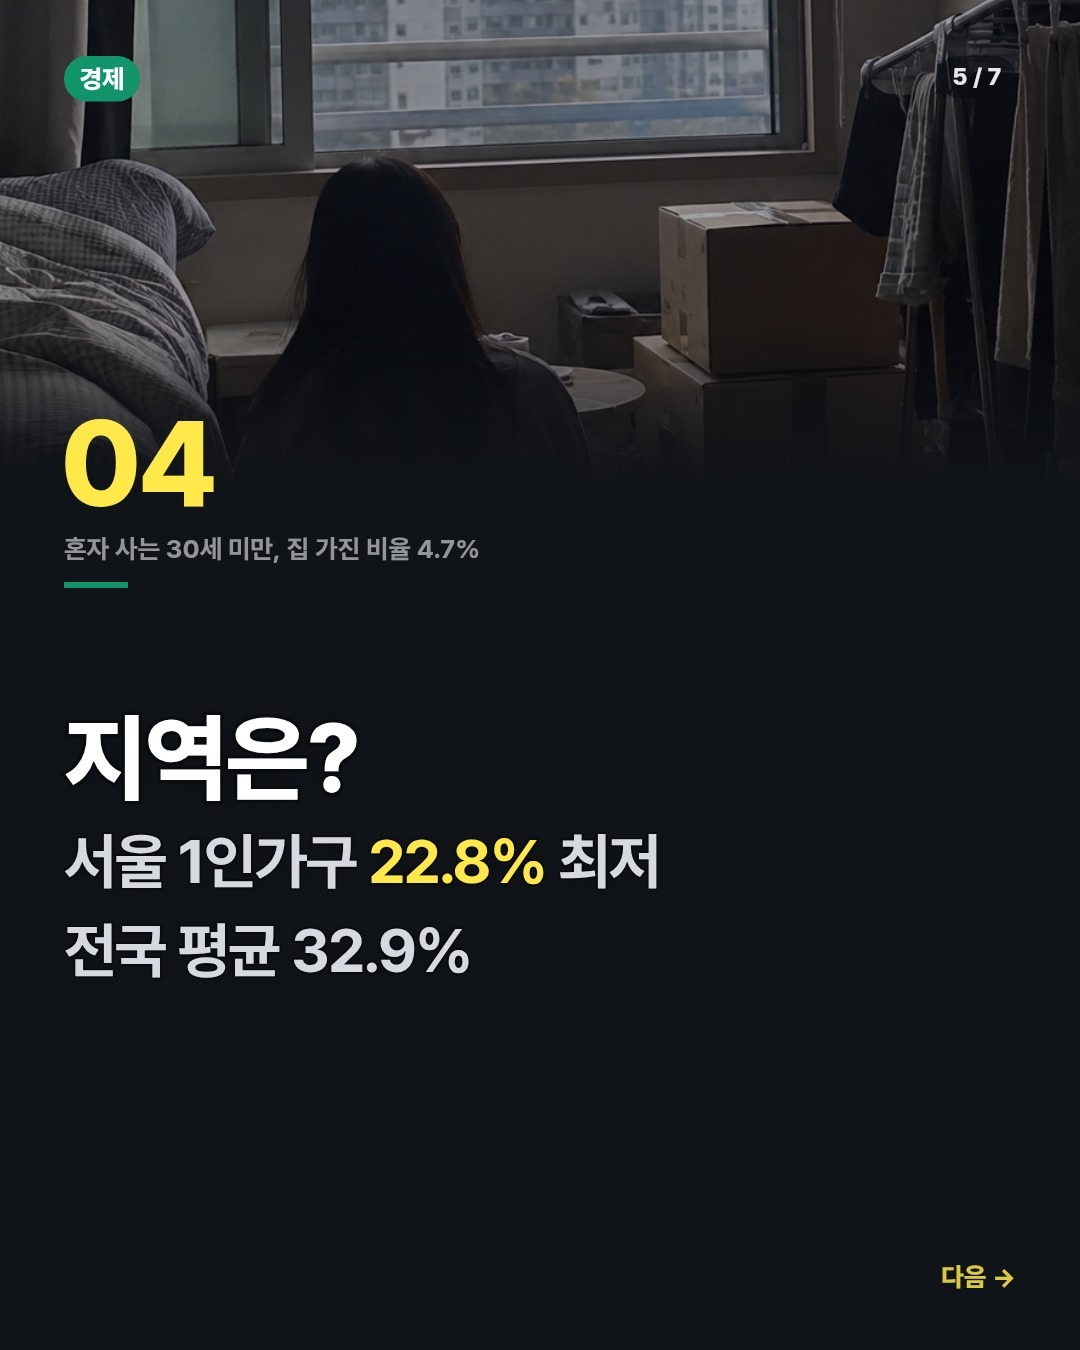 경제
5 / 7
04
혼자 사는 30세 미만, 집 가진 비율 4.7%
지역은?
서울 1인가구 22.8% 최저
전국 평균 32.9%
다음 →